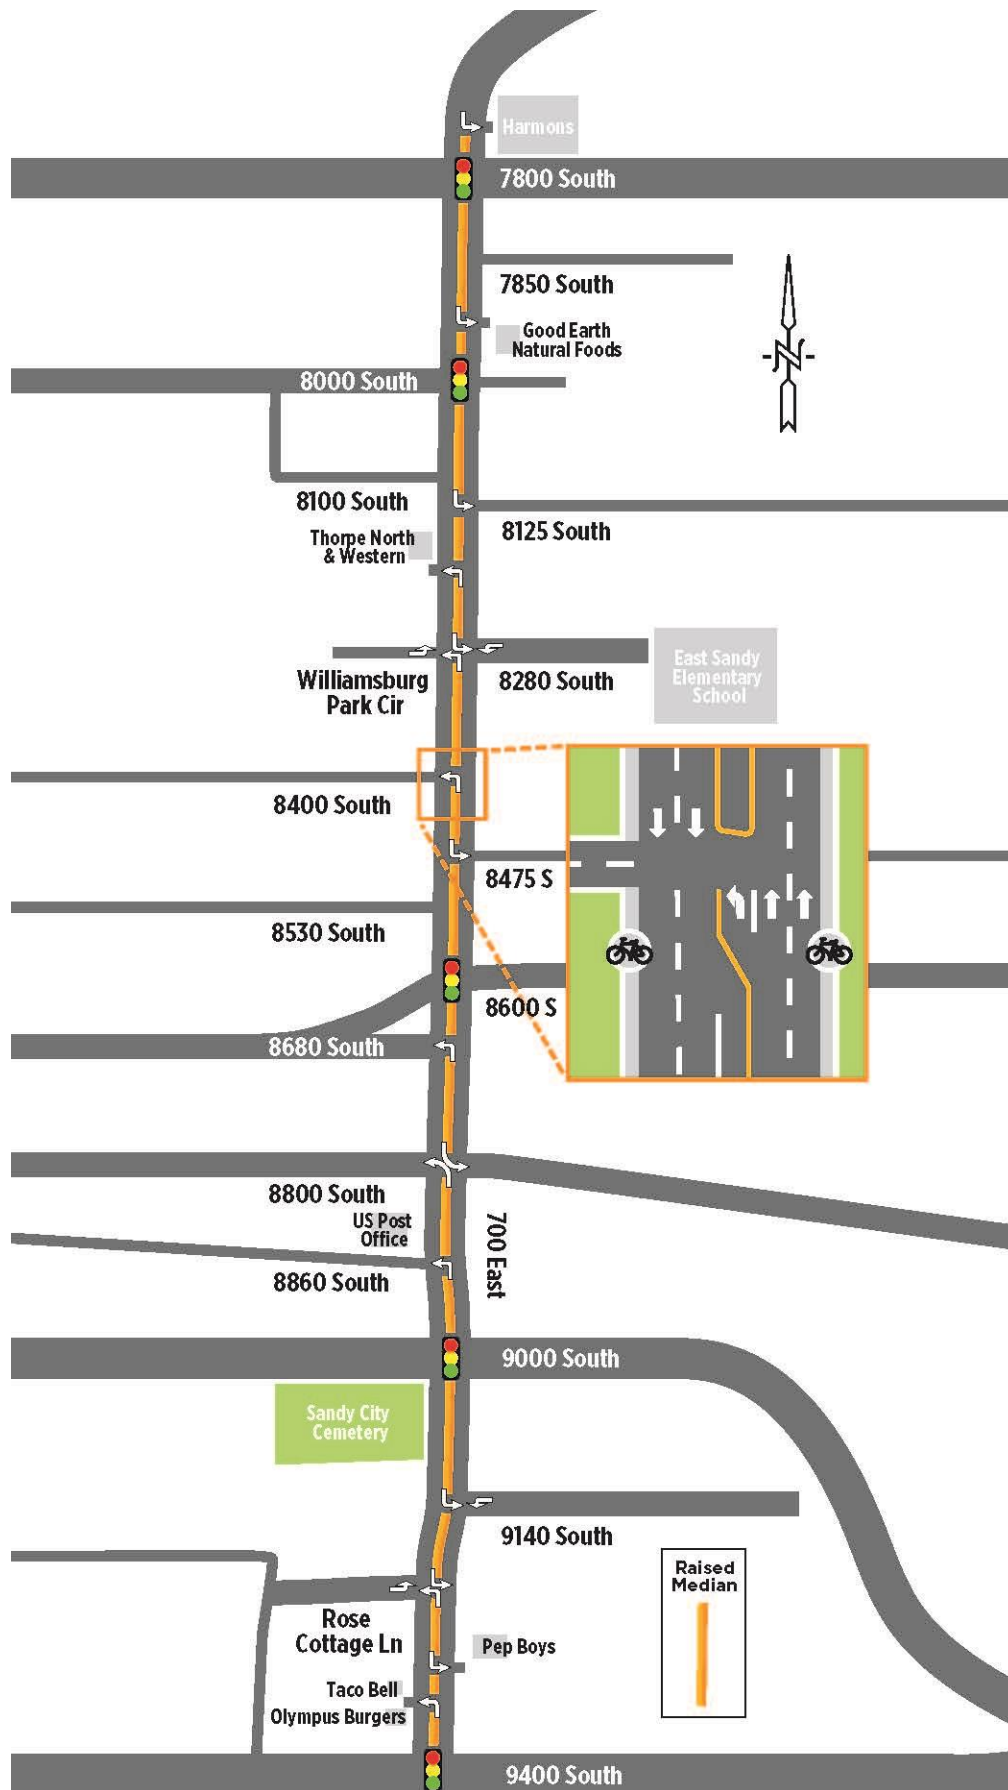 Harmons
7800 South
7850 South
Good Earth
Natural Foods
8000 South
8100 South
8125 South
Thorpe North
& Western
East Sandy
Elementary
School
Williamsburg
Park Cir
8280 South
8400 South
8475 S
8530 South
8600 S
8680 South
8800 South
US Post
Office
700 East
8860 South
9000 South
Sandy City
Cemetery
9140 South
Raised
Median
Rose
Cottage Ln
Pep Boys
Taco Bell
Olympus Burgers
9400 South